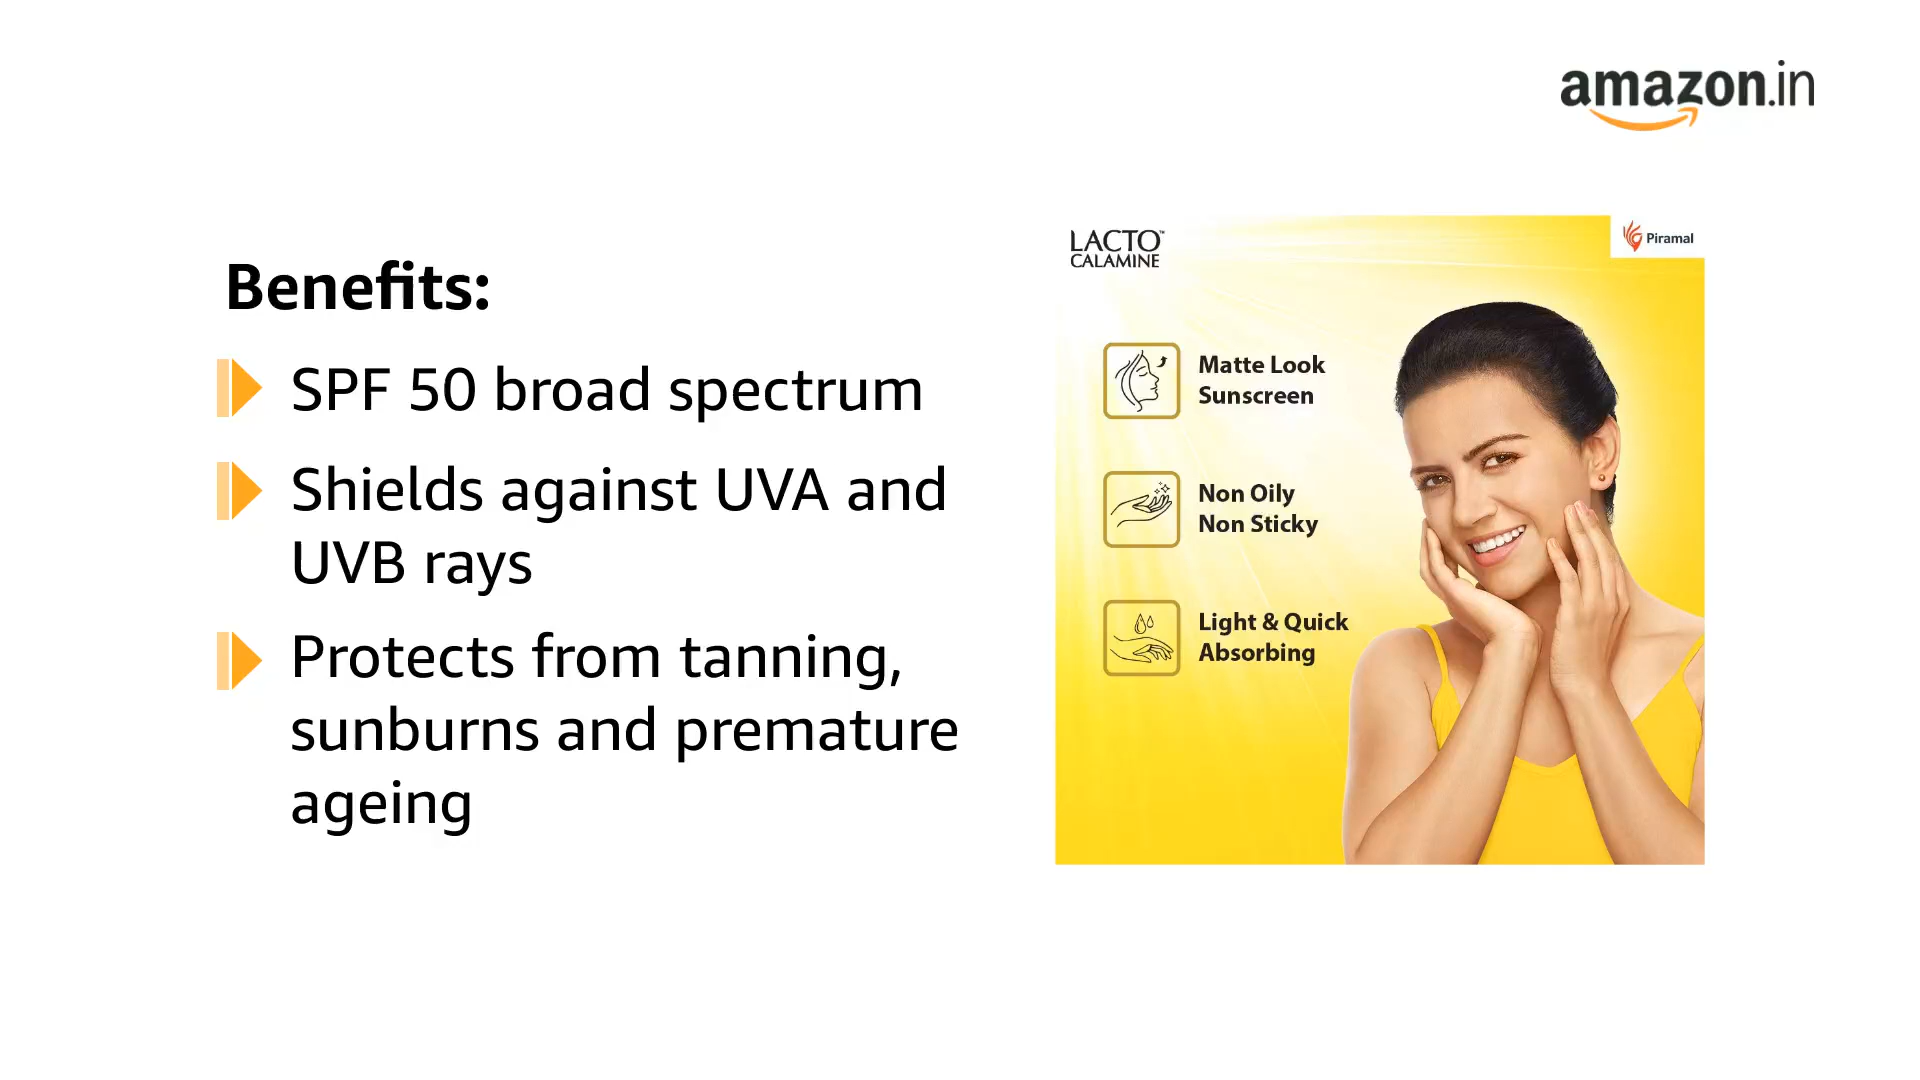 amazon.in
Benefits:
SPF 50 broad spectrum
Shields against UVA and
UVB rays
Protects from tanning,
sunburns and premature
ageing
LACTO™
CALAMINE
Piramal
Matte Look
Sunscreen
Non Oily
Non Sticky
Light & Quick
Absorbing